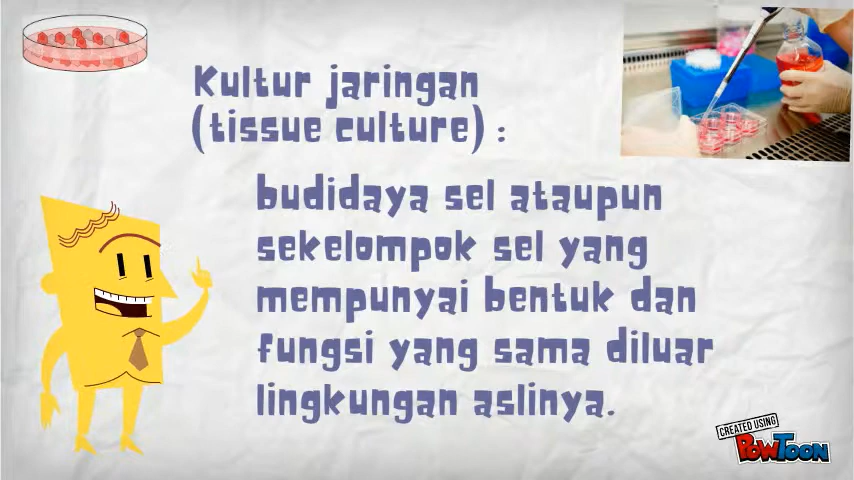 Kultur jaringan
(tissue culture) :
budidaya sel ataupun
sekelompok sel yang
mempunyai bentuk dan
fungsi yang sama diluar
lingkungan aslinya.
CREATED USING
POWTOON